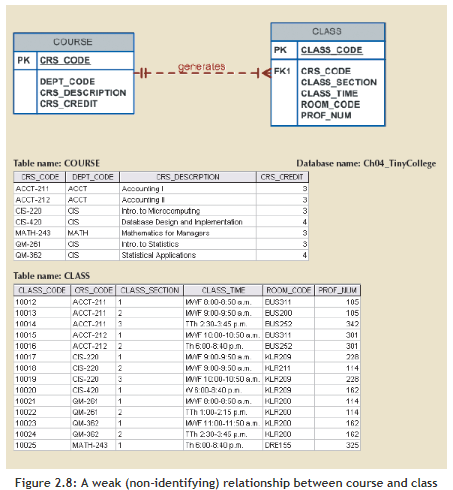 COURSE
PK CRS_CODE
DEPT_CODE
CRS_DESCRIPTION
CRS_CREDIT
generates
CLASS
PK CLASS_CODE
FK1 CRS_CODE
CLASS_SECTION
CLASS_TIME
ROOM_CODE
PROF_NUM
Table name: COURSE Database name: Ch04_TinyCollege
CRS_CODE DEPT_CODE CRS_DESCRIPTION CRS_CREDIT
ACCT-211 ACCT Accounting I 3
ACCT-212 ACCT Accounting II 3
CIS-220 CIS Intro. to Microcomputing 3
CIS-420 CIS Database Design and Implementation 4
MATH-243 MATH Mathematics for Managers 3
QM-261 CIS Intro. to Statistics 3
QM-362 CIS Statistical Applications 4
Table name: CLASS
CLASS_CODE CRS_CODE CLASS_SECTION CLASS_TIME ROOM_CODE PROF_NUM
10012 ACCT-211 1 MWF 8:00-8:50 a.m. BUS311 105
10013 ACCT-211 2 MWF 9:00-9:50 a.m. BUS200 105
10014 ACCT-211 3 TTh 2:30-3:45 p.m. BUS252 342
10015 ACCT-212 1 MWF 10:00-10:50 a.m. BUS311 301
10016 ACCT-212 2 Th 6:00-8:40 p.m. BUS252 301
10017 CIS-220 1 MWF 9:00-9:50 a.m. KLR209 228
10018 CIS-220 2 MWF 9:00-9:50 a.m. KLR211 114
10019 CIS-220 3 MWF 10:00-10:50 a.m. KLR209 228
10020 CIS-420 1 W 6:00-8:40 p.m. KLR209 162
10021 QM-261 1 MWF 8:00-8:50 a.m. KLR200 114
10022 QM-261 2 TTh 1:00-2:15 p.m. KLR200 114
10023 QM-362 1 MWF 11:00-11:50 a.m. KLR200 162
10024 QM-362 2 TTh 2:30-3:45 p.m. KLR200 162
10025 MATH-243 1 Th 6:00-8:40 p.m. DRE155 325
Figure 2.8: A weak (non-identifying) relationship between course and class